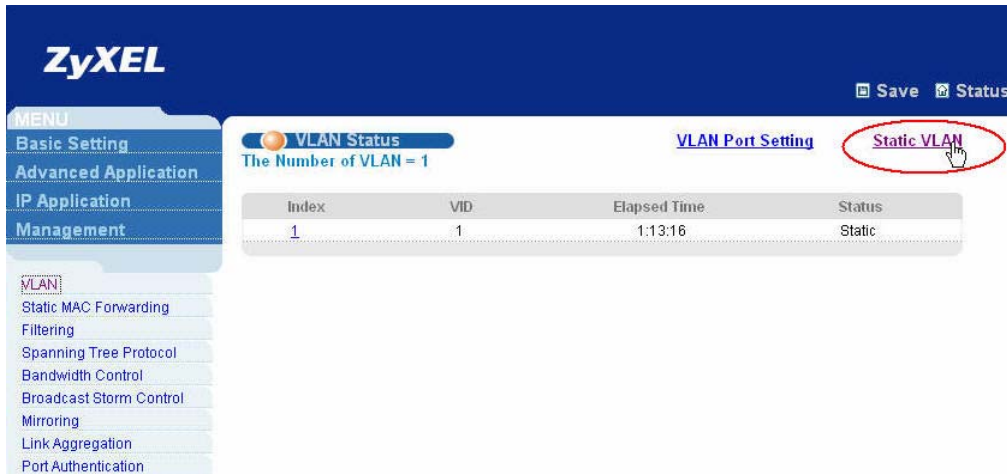 ZyXEL
Save Status
MENU
Basic Setting
Advanced Application
IP Application
Management
VLAN
Static MAC Forwarding
Filtering
Spanning Tree Protocol
Bandwidth Control
Broadcast Storm Control
Mirroring
Link Aggregation
Port Authentication
VLAN Status VLAN Port Setting Static VLAN
The Number of VLAN = 1
Index VID Elapsed Time Status
1 1 1:13:16 Static